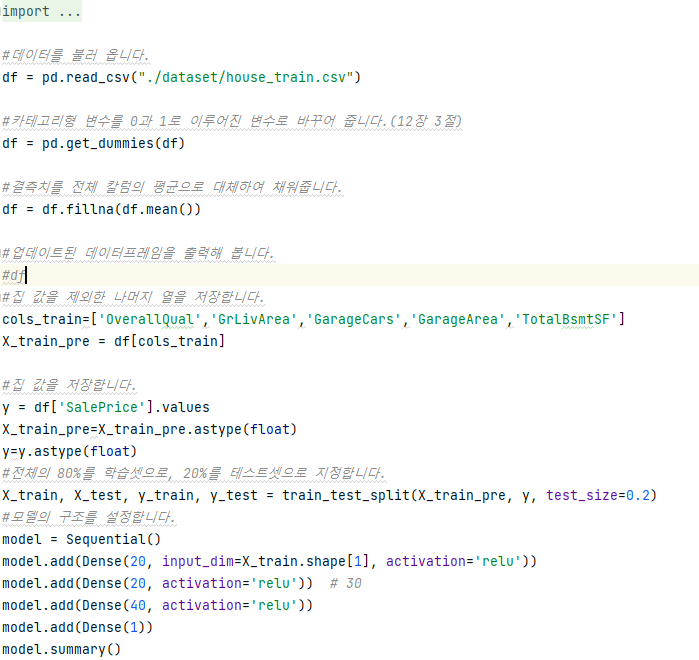 import ...
#데이터를 불러 옵니다.
df = pd.read_csv("./dataset/house_train.csv")
#카테고리형 변수를 0과 1로 이루어진 변수로 바꾸어 줍니다.(12장 3절)
df = pd.get_dummies(df)
#결측치를 전체 칼럼의 평균으로 대체하여 채워줍니다.
df = df.fillna(df.mean())
#업데이트된 데이터프레임을 출력해 봅니다.
#df
#집 값을 제외한 나머지 열을 저장합니다.
cols_train=['OverallQual','GrLivArea','GarageCars','GarageArea','TotalBsmtSF']
X_train_pre = df[cols_train]
#집 값을 저장합니다.
y = df['SalePrice'].values
X_train_pre=X_train_pre.astype(float)
y=y.astype(float)
#전체의 80%를 학습셋으로, 20%를 테스트셋으로 지정합니다.
X_train, X_test, y_train, y_test = train_test_split(X_train_pre, y, test_size=0.2)
#모델의 구조를 설정합니다.
model = Sequential()
model.add(Dense(20, input_dim=X_train.shape[1], activation='relu'))
model.add(Dense(20, activation='relu'))  # 30
model.add(Dense(40, activation='relu'))
model.add(Dense(1))
model.summary()